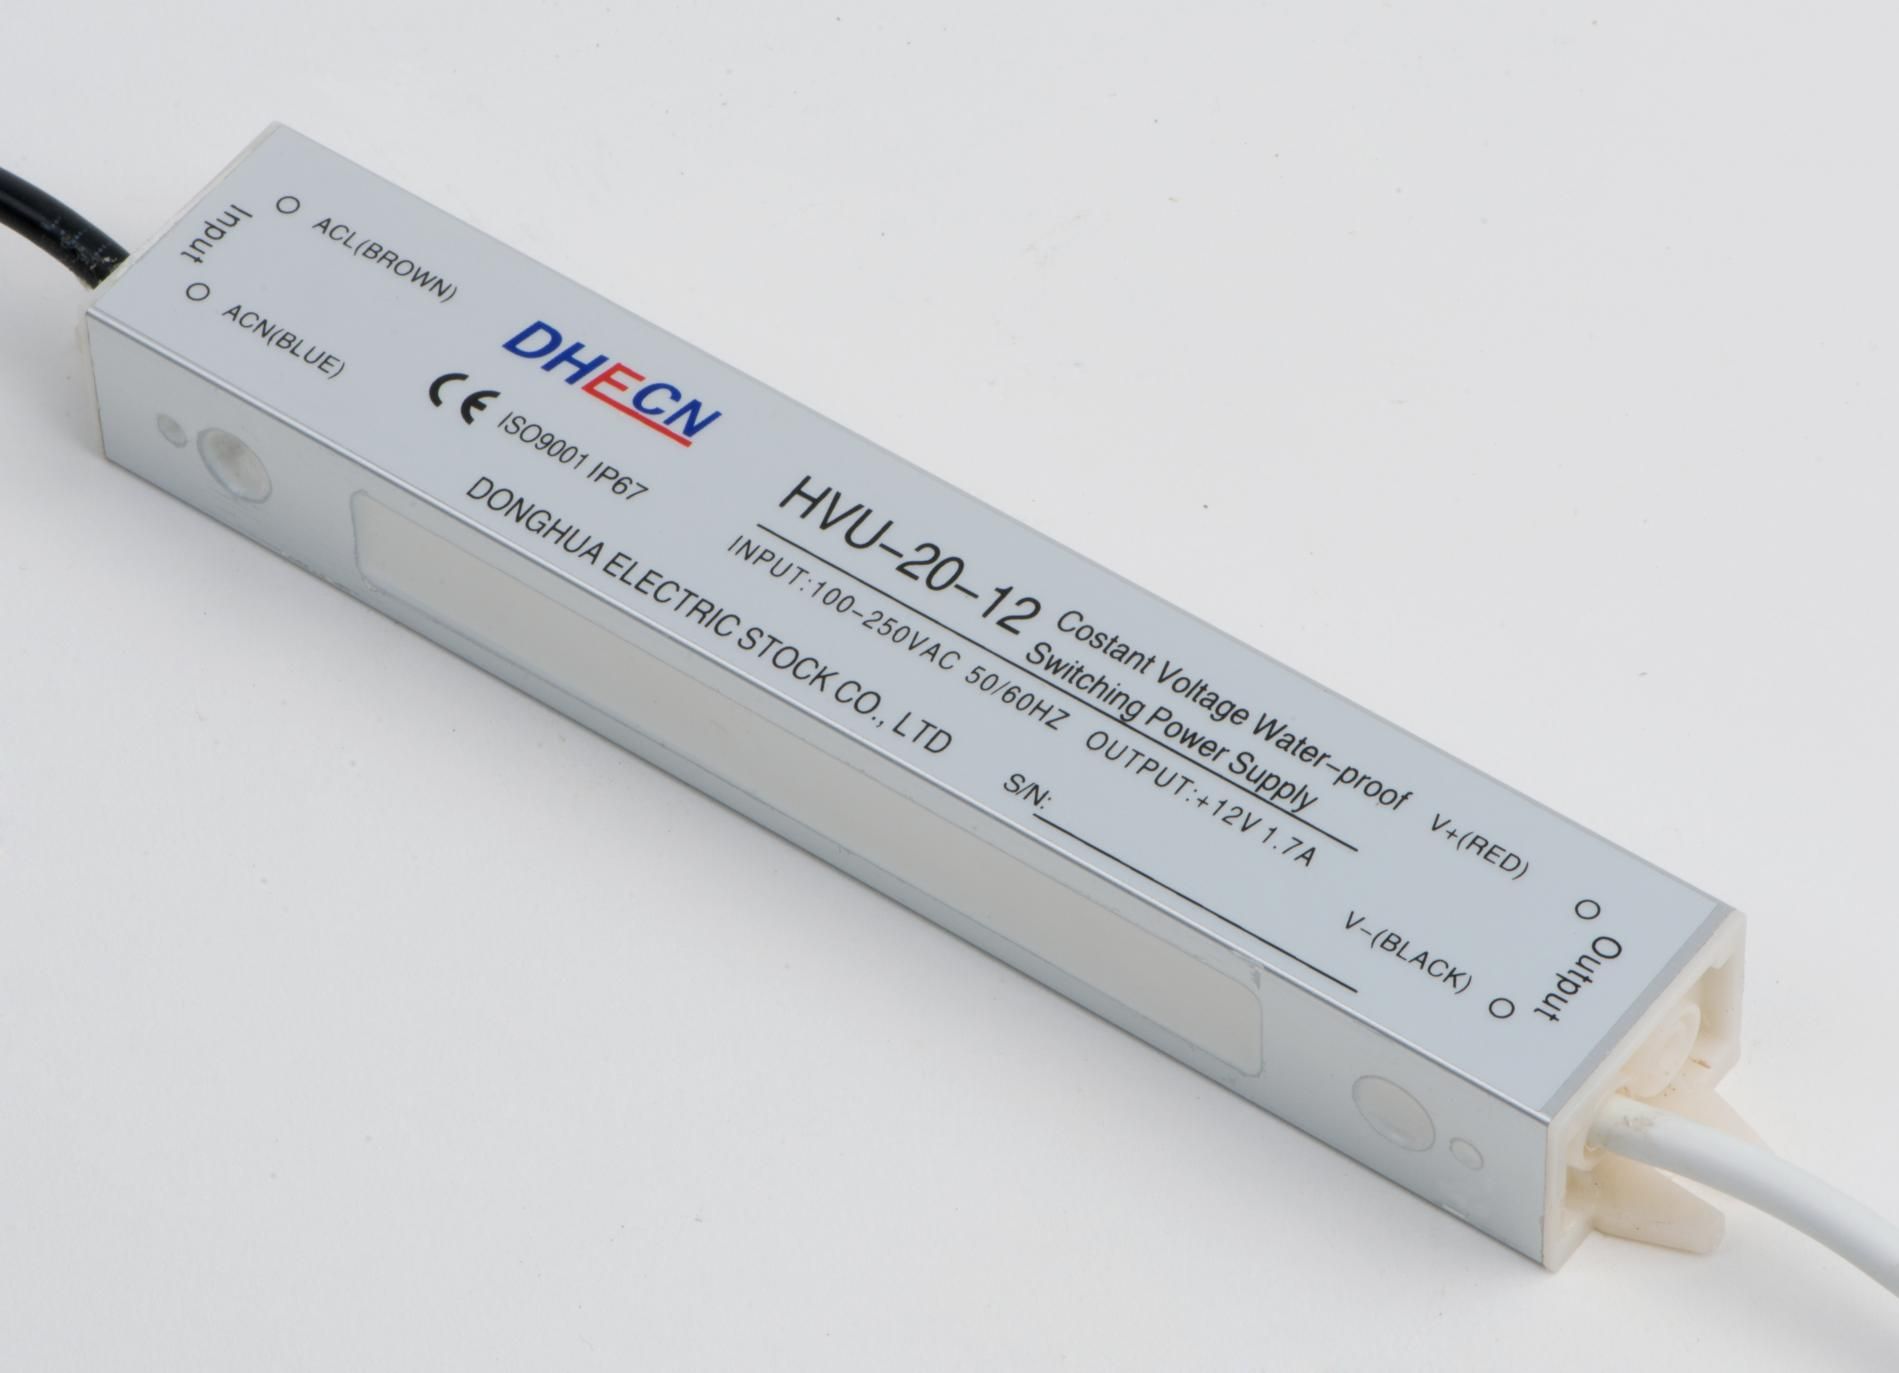 Input
ACL(BROWN)
ACN(BLUE)
DHECN
CE ISO9001 IP67
DONGHUA ELECTRIC STOCK CO., LTD
HVU-20-12
Costant Voltage Water-proof
Switching Power Supply
INPUT:100-250VAC 50/60HZ OUTPUT:+12V 1.7A
S/N:
V+(RED)
V-(BLACK)
Output